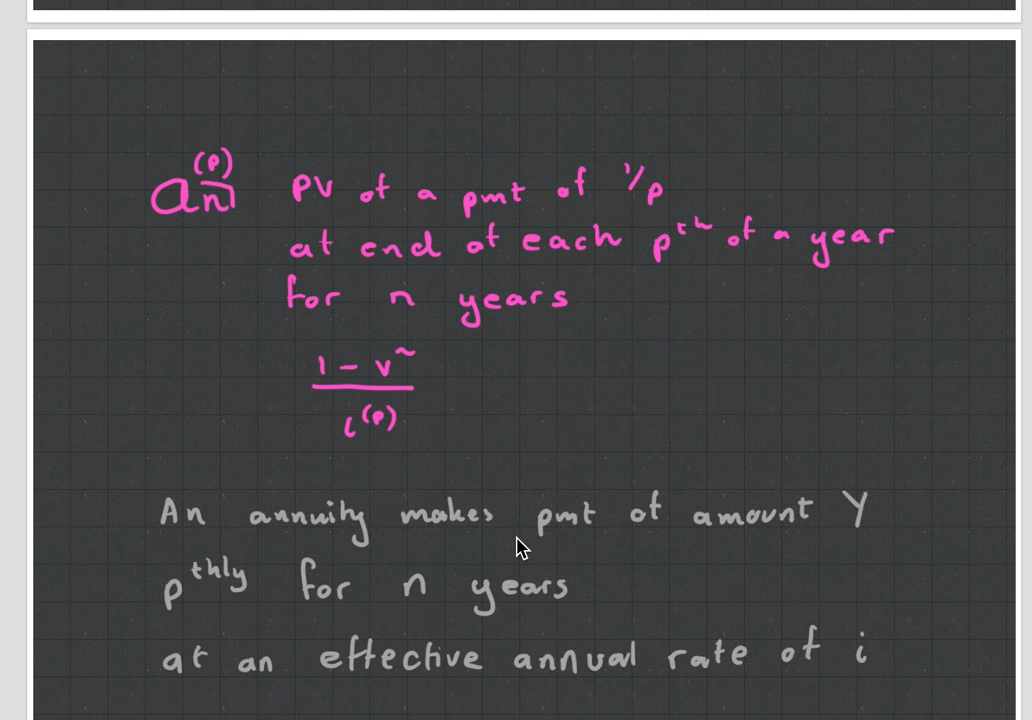 a n (p) PV of a pmt of 1/p
at end of each pth of a year
for n years
1 - vn
i(p)
An annuity makes pmt of amount Y
pthly for n years
at an effective annual rate of i